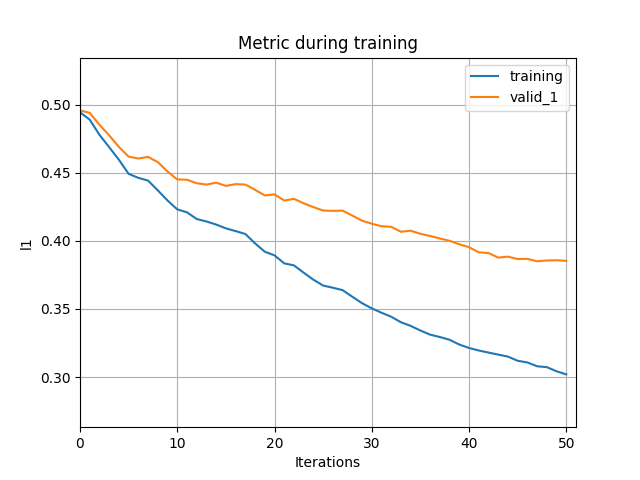 Metric during training
training
valid_1
0.50
0.45
0.40
0.35
0.30
l1
0 10 20 30 40 50
Iterations